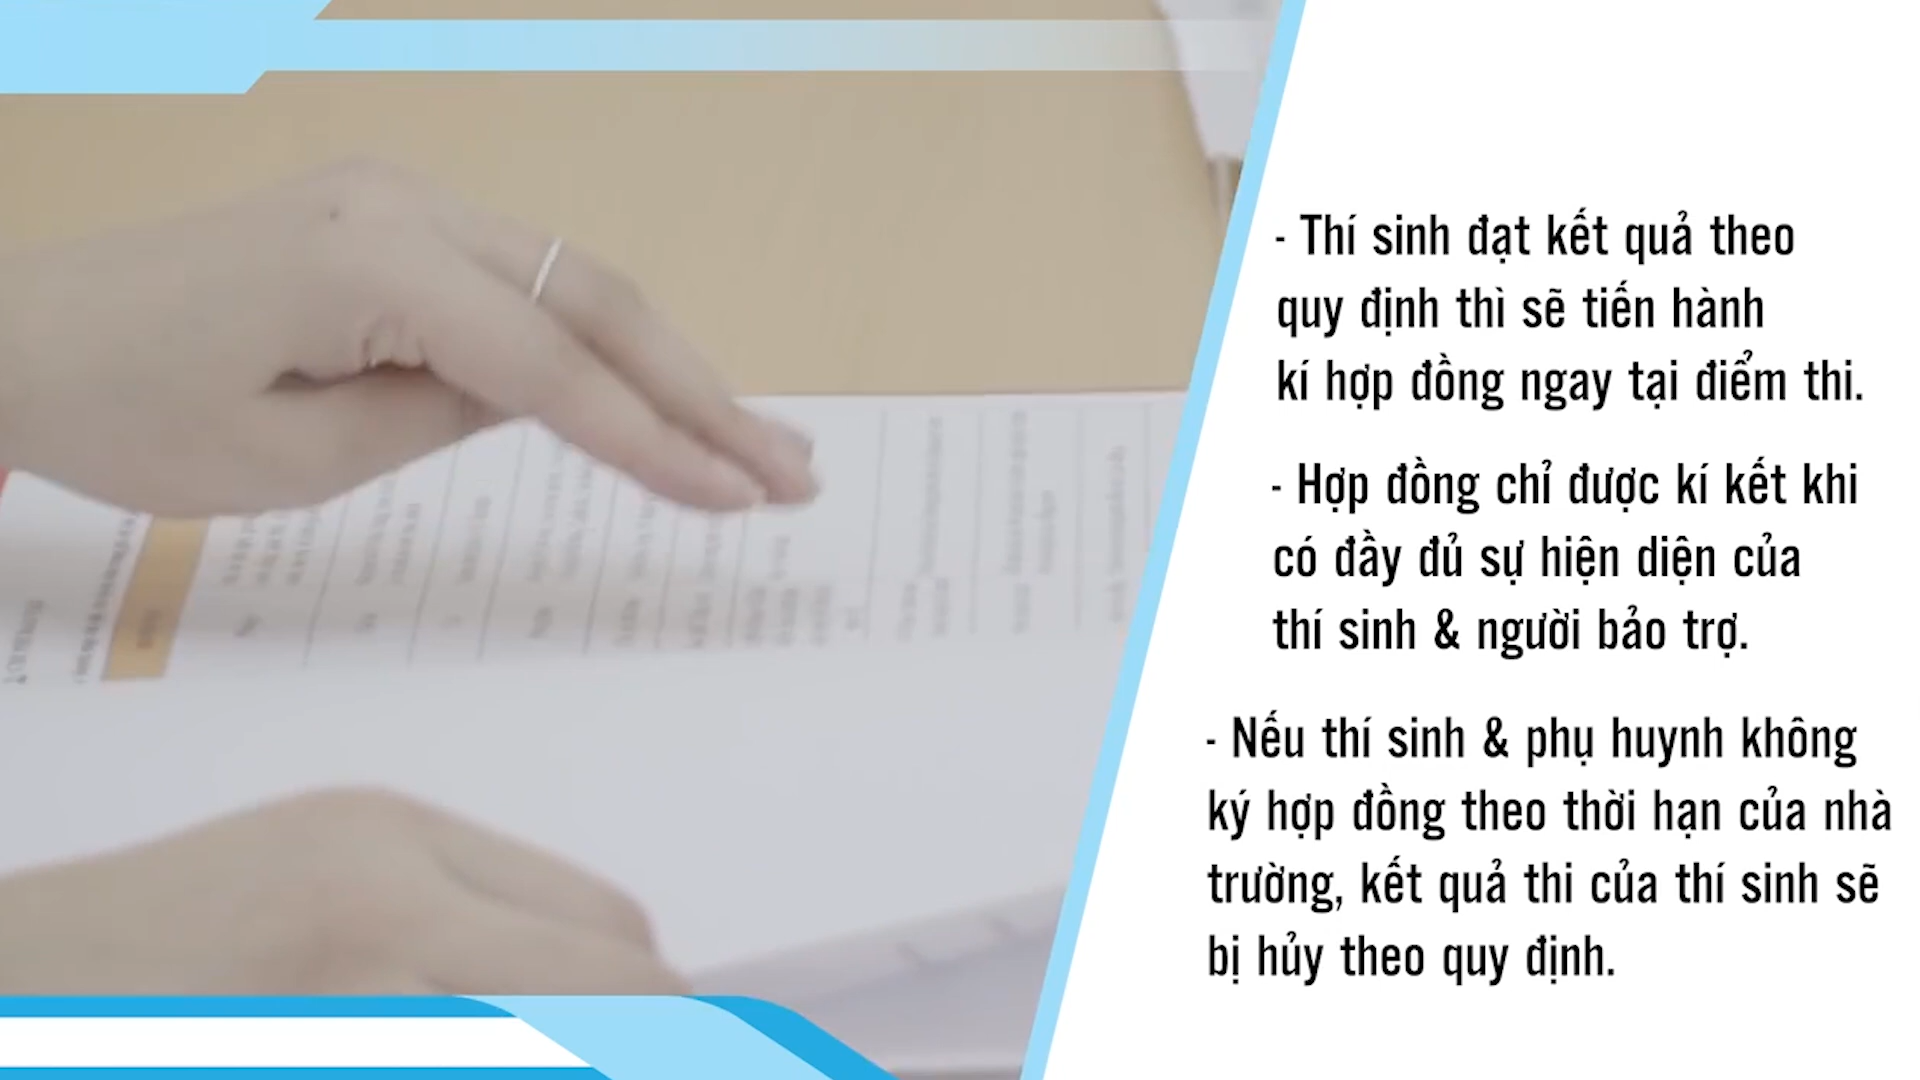 - Thí sinh đạt kết quả theo
quy định thì sẽ tiến hành
kí hợp đồng ngay tại điểm thi.
- Hợp đồng chỉ được kí kết khi
có đầy đủ sự hiện diện của
thí sinh & người bảo trợ.
- Nếu thí sinh & phụ huynh không
ký hợp đồng theo thời hạn của nhà
trường, kết quả thi của thí sinh sẽ
bị hủy theo quy định.